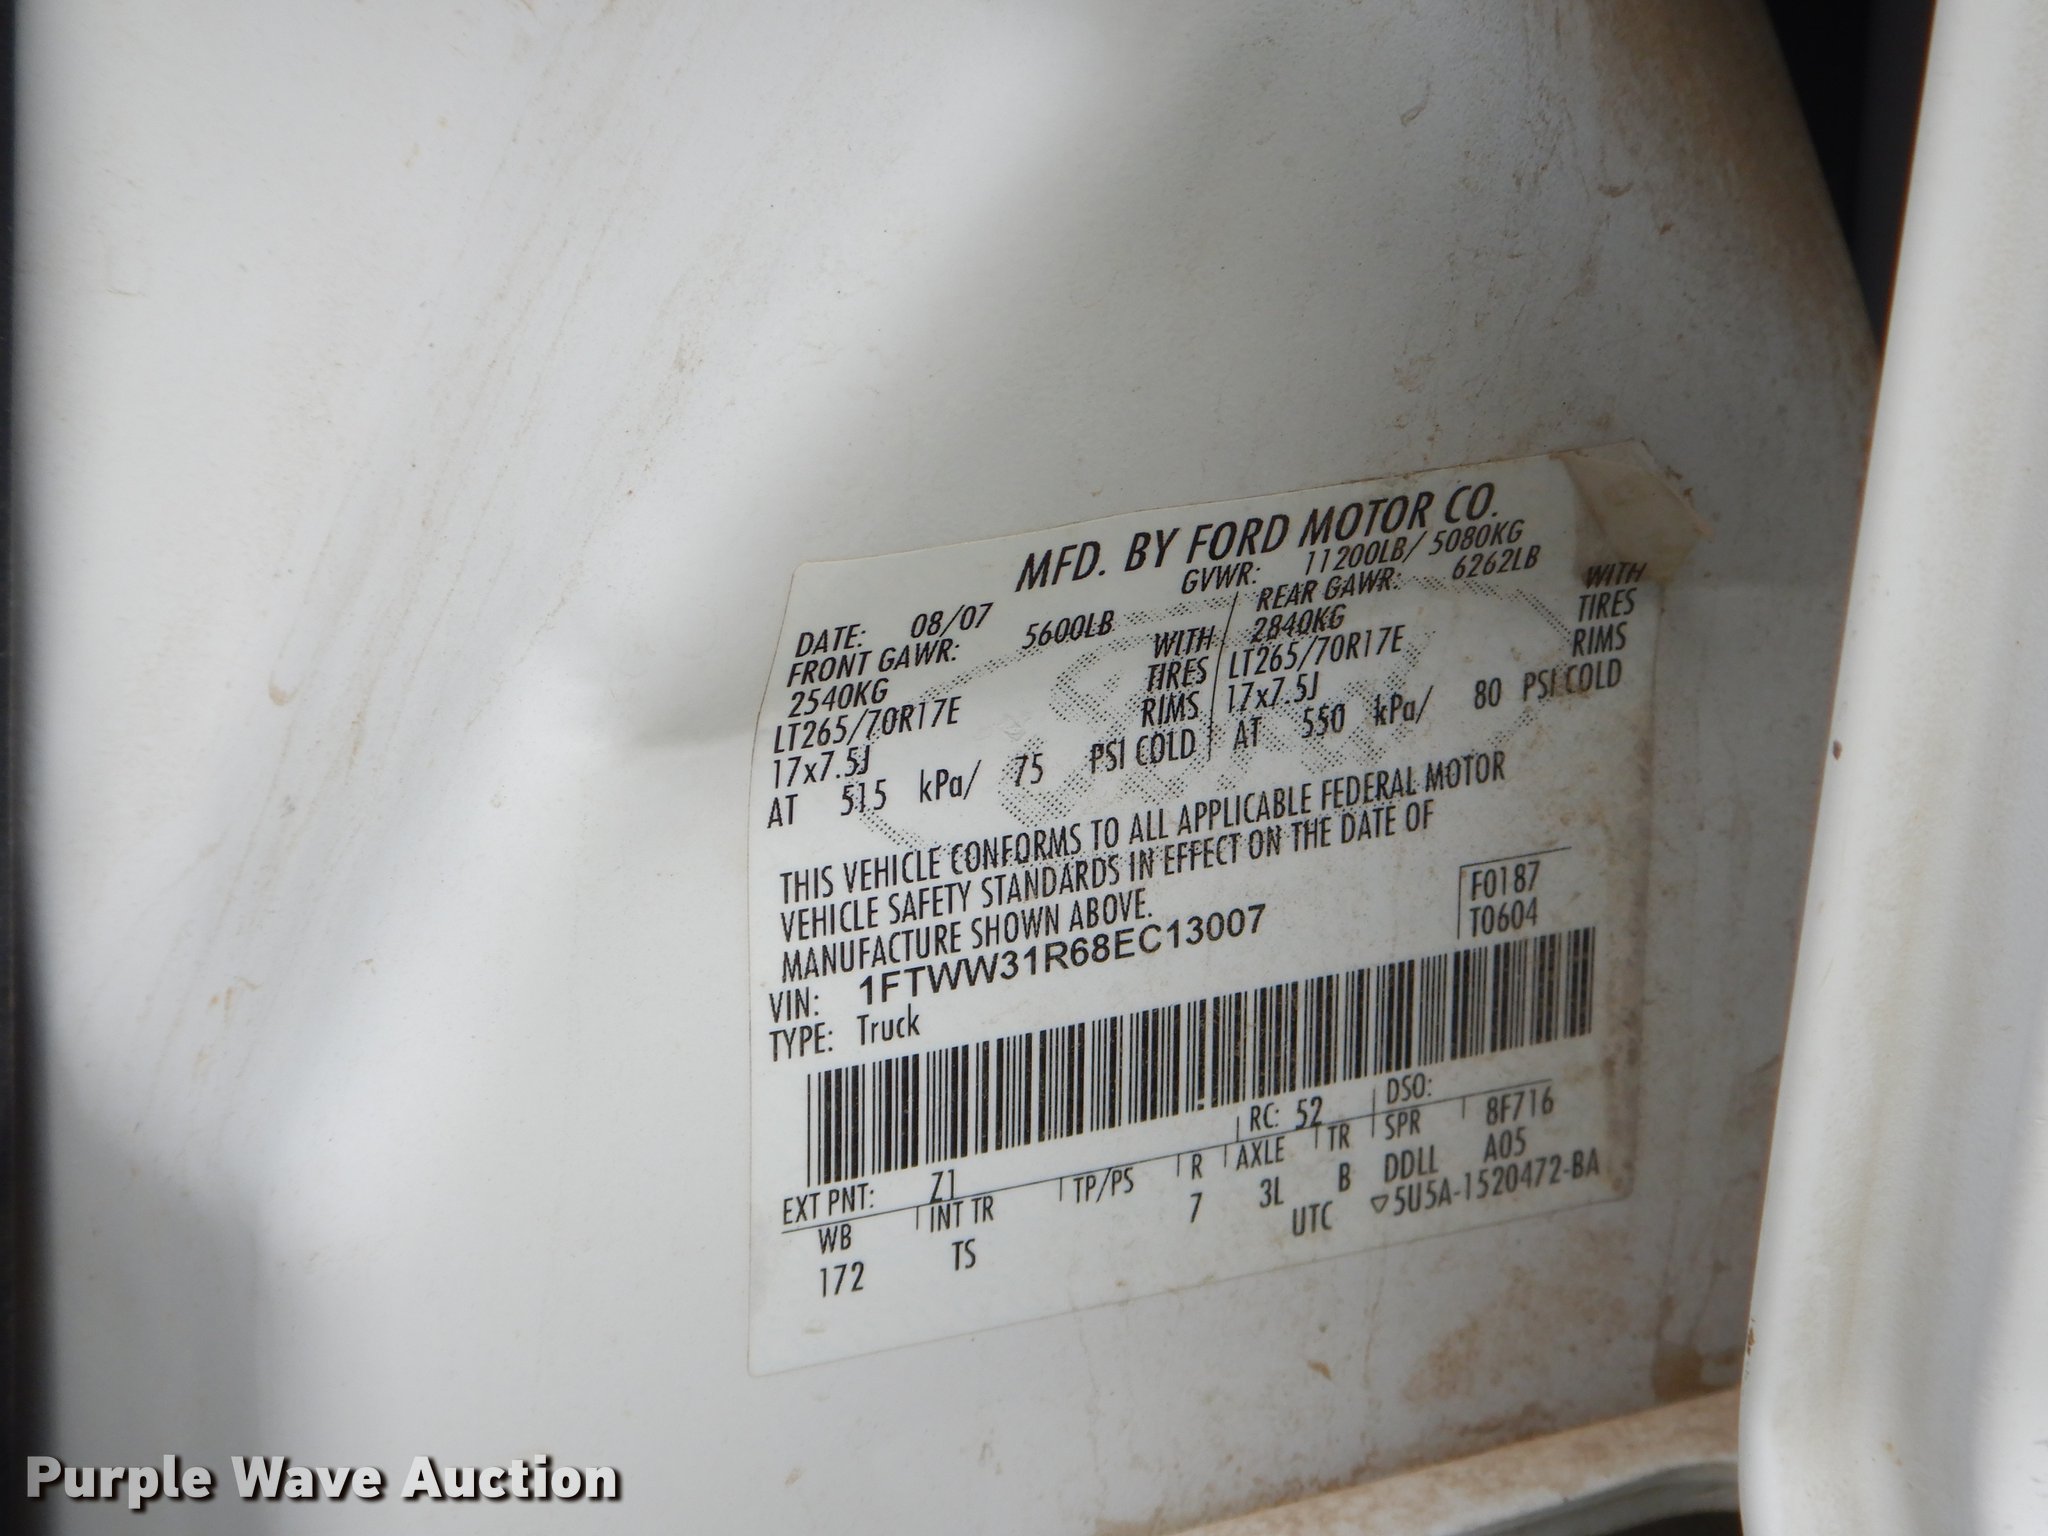 MFD. BY FORD MOTOR CO.
DATE: 08/07 GVWR: 11200LB/ 5080KG
FRONT GAWR: 5600LB REAR GAWR: 6262LB
2540KG WITH 2840KG WITH
LT265/70R17E TIRES LT265/70R17E TIRES
17x7.5J RIMS 17x7.5J RIMS
AT 515 kPa/ 75 PSI COLD AT 550 kPa/ 80 PSI COLD
THIS VEHICLE CONFORMS TO ALL APPLICABLE FEDERAL MOTOR
VEHICLE SAFETY STANDARDS IN EFFECT ON THE DATE OF
MANUFACTURE SHOWN ABOVE.
VIN: 1FTWW31R68EC13007 F0187
TYPE: Truck T0604
EXT PNT: Z1 RC: 52 DSO:
WB INT TR TP/PS R AXLE TR SPR 8F716
172 TS 7 3L B DDLL A05
UTC ▽5U5A-1520472-BA
Purple Wave Auction